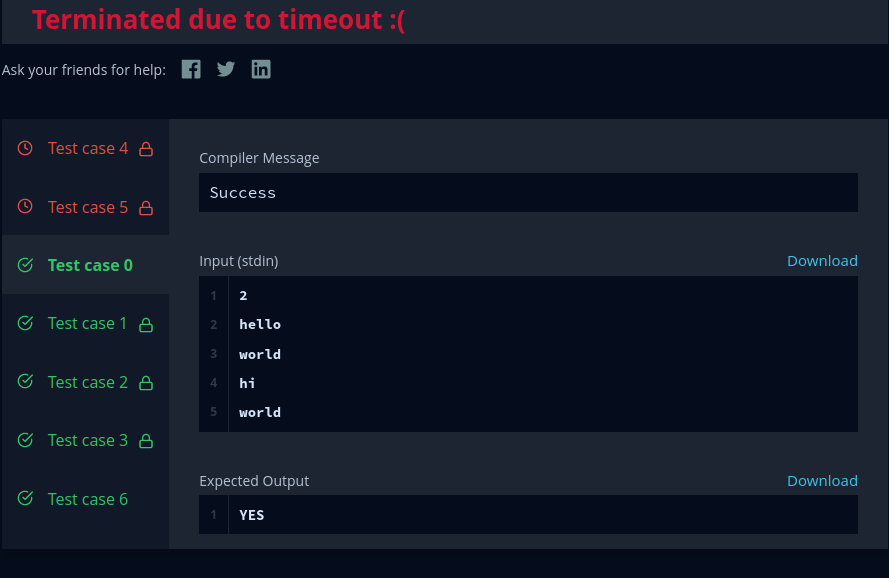 Terminated due to timeout :(
Ask your friends for help:
Test case 4
Test case 5
Test case 0
Test case 1
Test case 2
Test case 3
Test case 6
Compiler Message
Success
Input (stdin) Download
1 2
2 hello
3 world
4 hi
5 world
Expected Output Download
1 YES